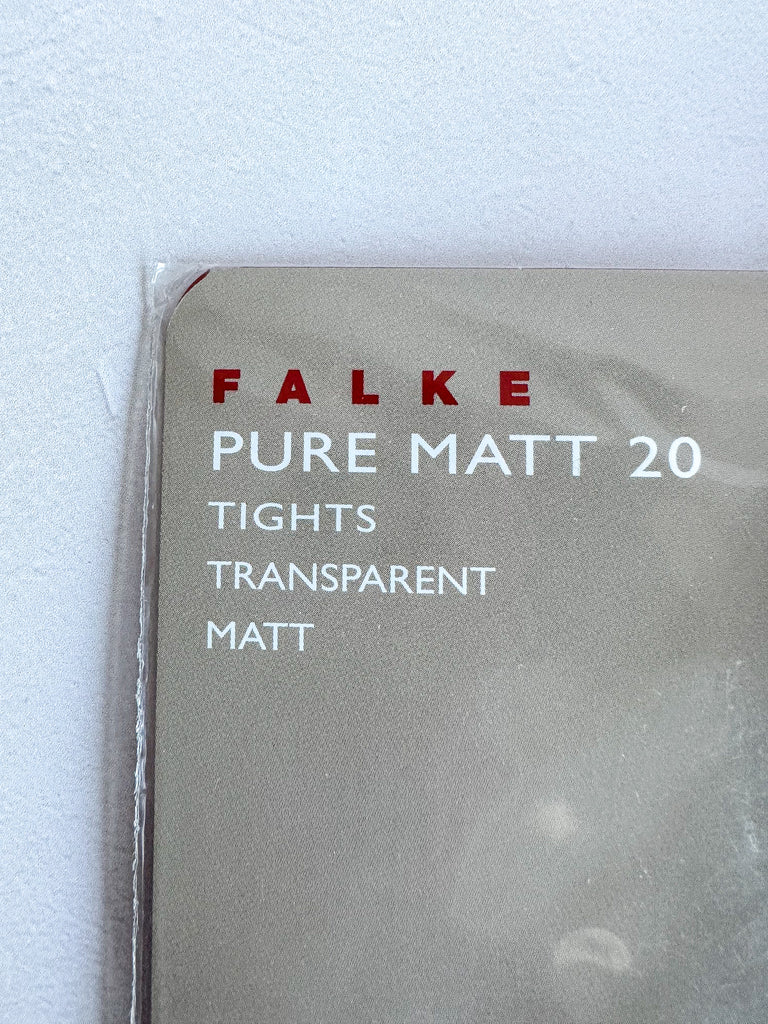 FALKE
PURE MATT 20
TIGHTS
TRANSPARENT
MATT